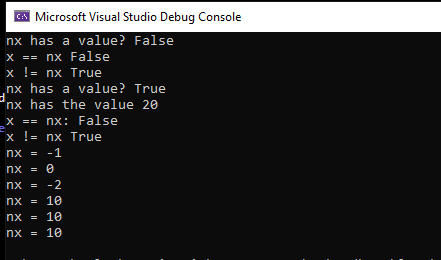 Microsoft Visual Studio Debug Console
nx has a value? False
x == nx False
x != nx True
nx has a value? True
nx has the value 20
x == nx: False
x != nx True
nx = -1
nx = 0
nx = -2
nx = 10
nx = 10
nx = 10